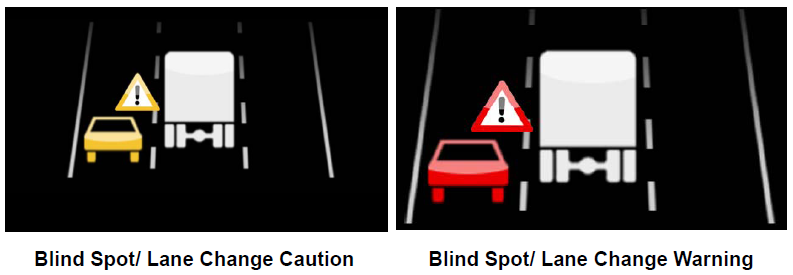 !
!
Blind Spot/ Lane Change Caution
Blind Spot/ Lane Change Warning